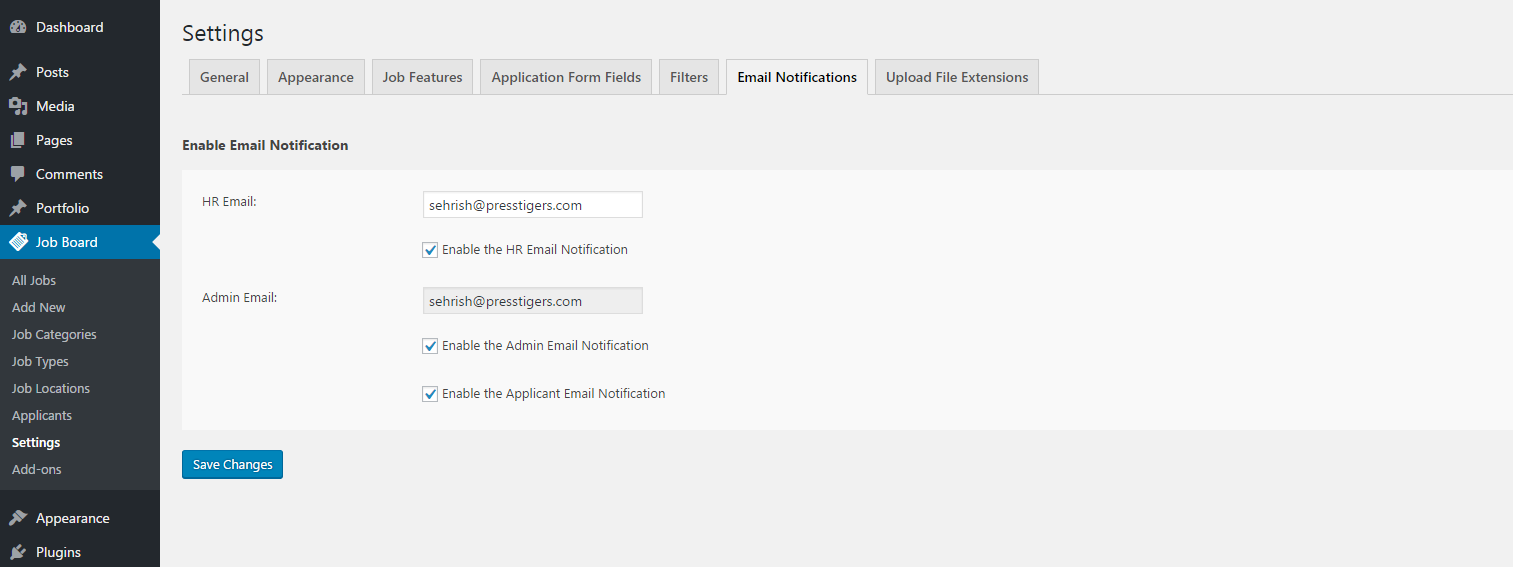 Dashboard
Posts
Media
Pages
Comments
Portfolio
Job Board
All Jobs
Add New
Job Categories
Job Types
Job Locations
Applicants
Settings
Add-ons
Appearance
Plugins
Settings
General Appearance Job Features Application Form Fields Filters Email Notifications Upload File Extensions
Enable Email Notification
HR Email: sehrish@presstigers.com
Enable the HR Email Notification
Admin Email: sehrish@presstigers.com
Enable the Admin Email Notification
Enable the Applicant Email Notification
Save Changes